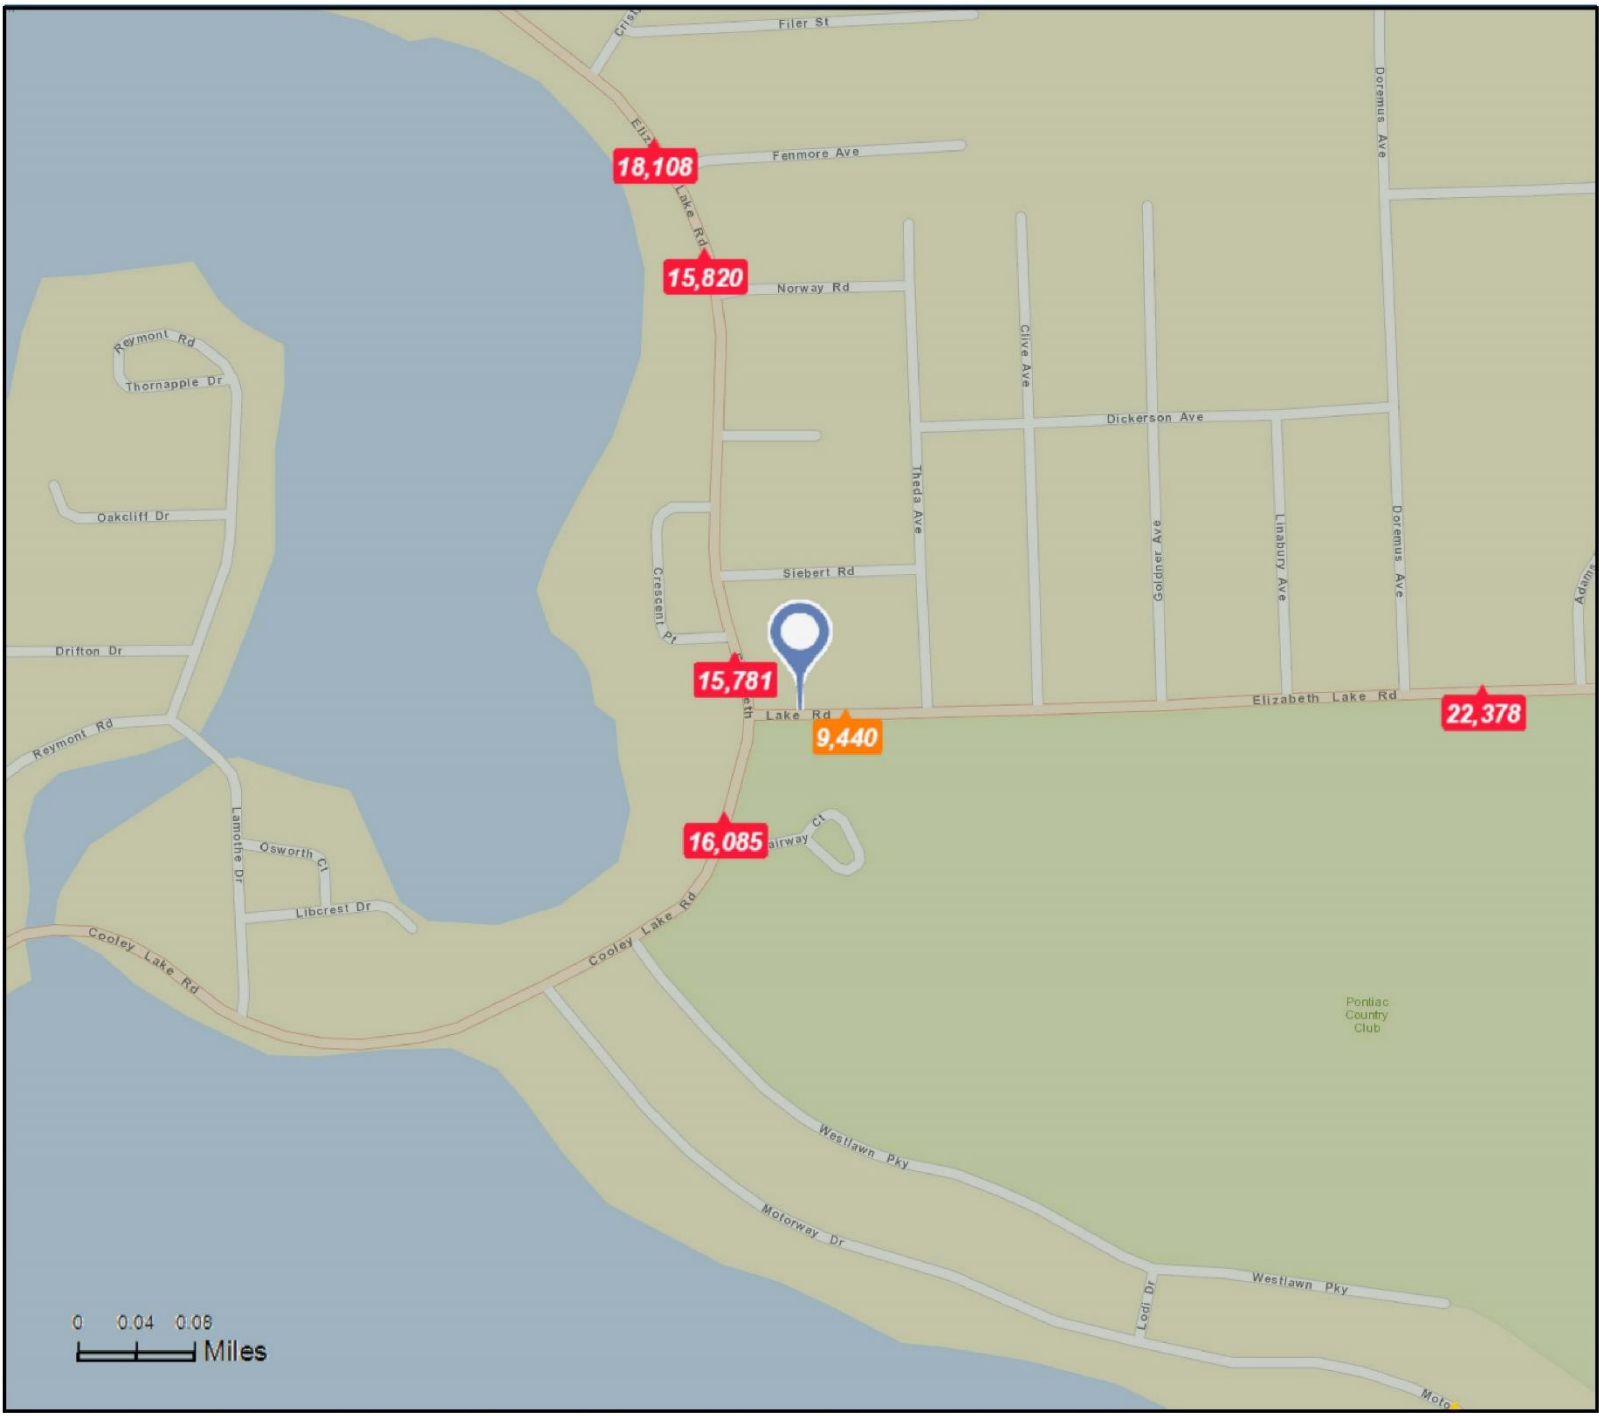 Filer St
Doremus Ave
18,108
Fenmore Ave
Lake Rd
15,820
Norway Rd
Reymont Rd
Thornapple Dr
Clive Ave
Dickerson Ave
Theda Ave
Oakcliff Dr
Goldner Ave
Linabury Ave
Doremus Ave
Adams
Siebert Rd
Crescent Pt
Drifton Dr
15,781
eth
Lake Rd
Elizabeth Lake Rd
22,378
9,440
Reymont Rd
16,085
airway Ct
Lamothe Dr
Osworth Ct
Libcrest Dr
Cooley Lake Rd
Cooley Lake Rd
Pontiac
Country
Club
Westlawn Pky
Motorway Dr
Westlawn Pky
Lodi Dr
0 0.04 0.08
Miles
Moto